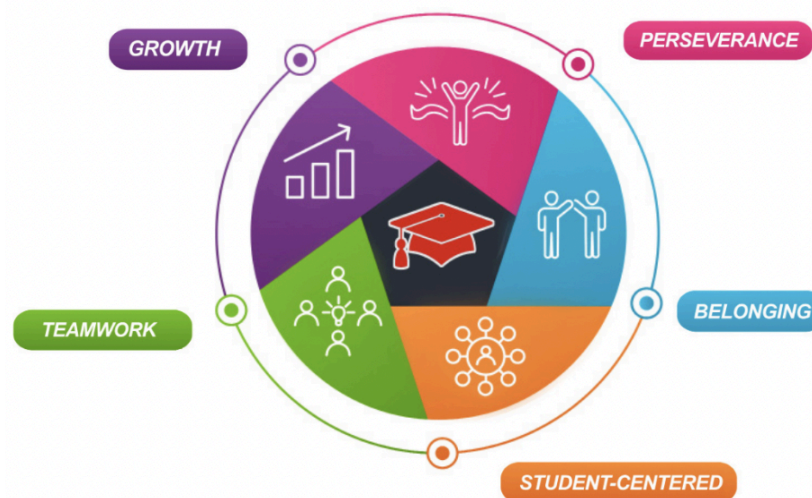 GROWTH
PERSEVERANCE
TEAMWORK
BELONGING
STUDENT-CENTERED